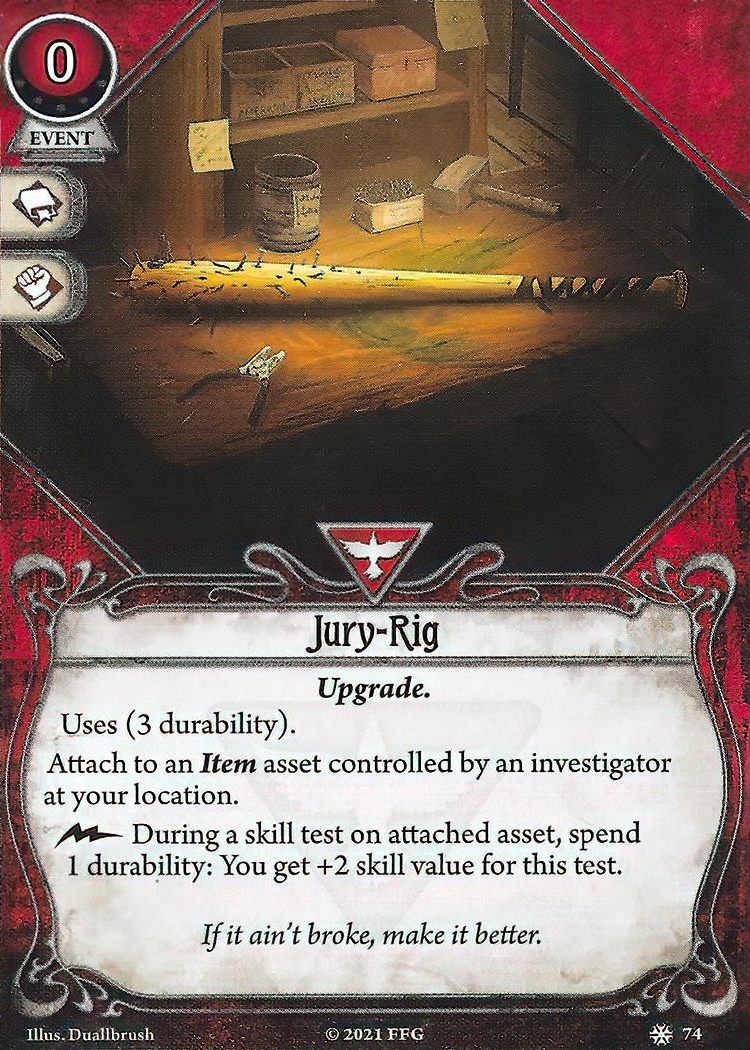 0
EVENT
Jury-Rig
Upgrade.
Uses (3 durability).
Attach to an Item asset controlled by an investigator
at your location.
During a skill test on attached asset, spend
1 durability: You get +2 skill value for this test.
If it ain't broke, make it better.
Illus. Duallbrush
© 2021 FFG
74